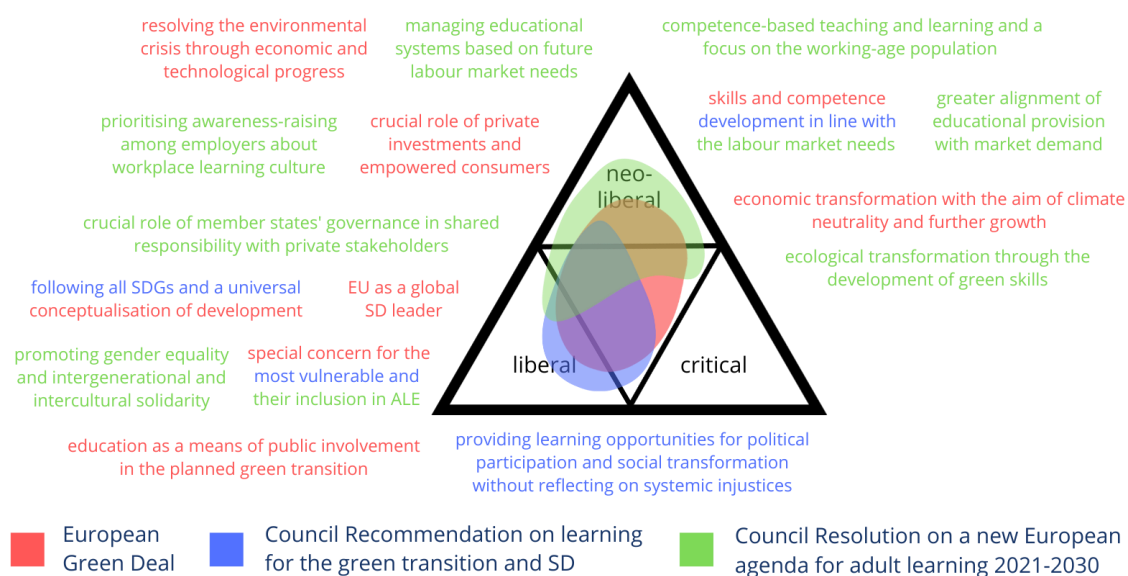 resolving the environmental
crisis through economic and
technological progress
managing educational
systems based on future
labour market needs
competence-based teaching and learning and a
focus on the working-age population
prioritising awareness-raising
among employers about
workplace learning culture
crucial role of private
investments and
empowered consumers
skills and competence
development in line with
the labour market needs
greater alignment of
educational provision
with market demand
neo-
liberal
economic transformation with the aim of climate
neutrality and further growth
crucial role of member states' governance in shared
responsibility with private stakeholders
ecological transformation through the
development of green skills
following all SDGs and a universal
conceptualisation of development
EU as a global
SD leader
promoting gender equality
and intergenerational and
intercultural solidarity
special concern for the
most vulnerable and
their inclusion in ALE
liberal
critical
education as a means of public involvement
in the planned green transition
providing learning opportunities for political
participation and social transformation
without reflecting on systemic injustices
European
Green Deal
Council Recommendation on learning
for the green transition and SD
Council Resolution on a new European
agenda for adult learning 2021-2030